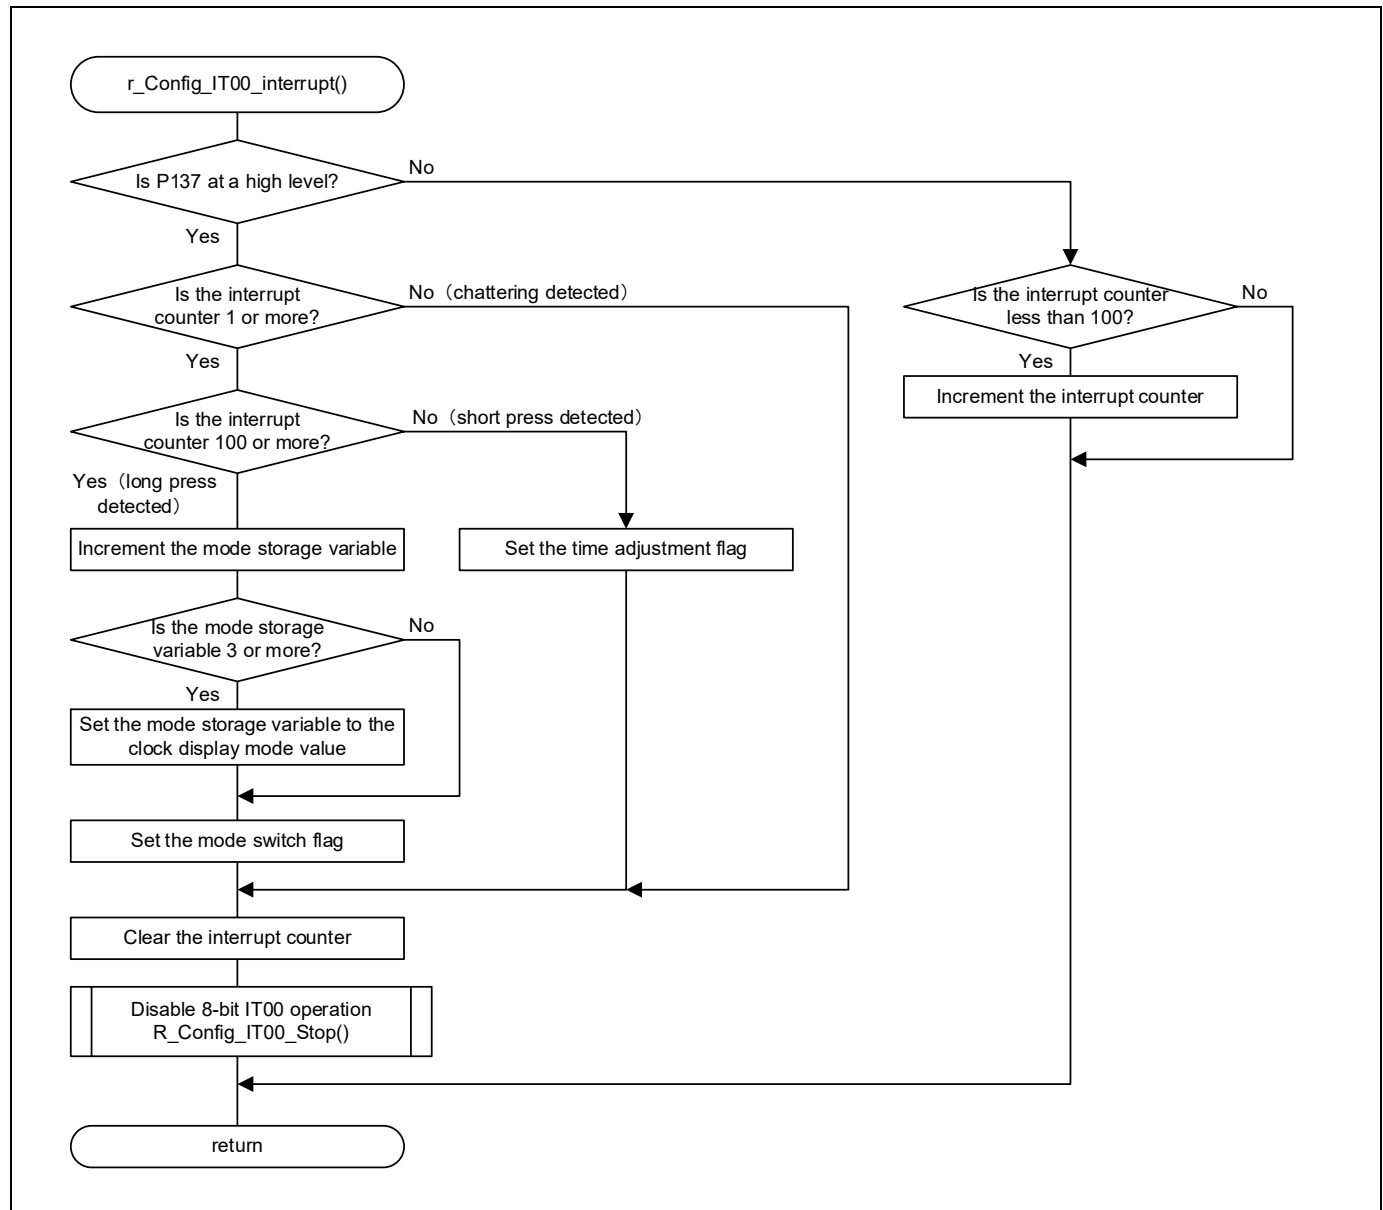 r_Config_IT00_interrupt()
Is P137 at a high level?
No
Yes
Is the interrupt
counter 1 or more?
No（chattering detected）
Is the interrupt counter
less than 100?
No
Yes
Yes
Increment the interrupt counter
Is the interrupt
counter 100 or more?
No（short press detected）
Yes（long press
detected）
Increment the mode storage variable
Set the time adjustment flag
Is the mode storage
variable 3 or more?
No
Yes
Set the mode storage variable to the
clock display mode value
Set the mode switch flag
Clear the interrupt counter
Disable 8-bit IT00 operation
R_Config_IT00_Stop()
return